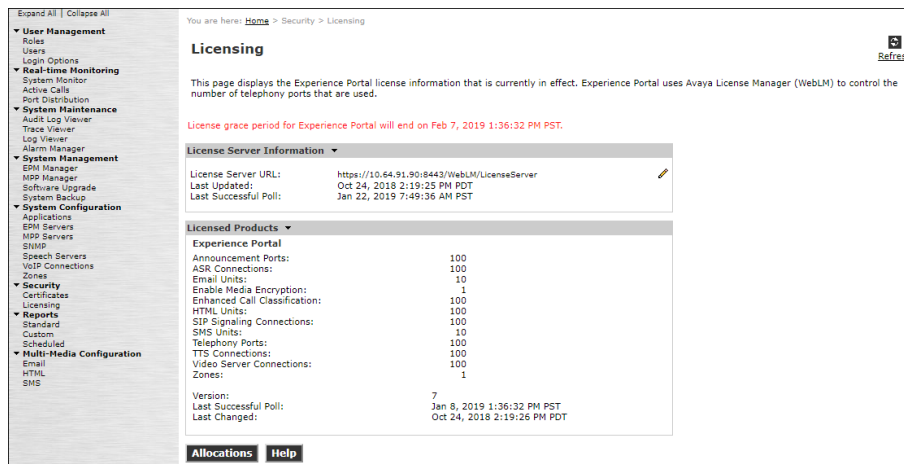 Expand All | Collapse All
▼ User Management
Roles
Users
Login Options
▼ Real-time Monitoring
System Monitor
Active Calls
Port Distribution
▼ System Maintenance
Audit Log Viewer
Trace Viewer
Log Viewer
Alarm Manager
▼ System Management
EPM Manager
MPP Manager
Software Upgrade
System Backup
▼ System Configuration
Applications
EPM Servers
MPP Servers
SNMP
Speech Servers
VoIP Connections
Zones
▼ Security
Certificates
Licensing
▼ Reports
Standard
Custom
Scheduled
▼ Multi-Media Configuration
Email
HTML
SMS
You are here: Home > Security > Licensing
Licensing
Refres
This page displays the Experience Portal license information that is currently in effect. Experience Portal uses Avaya License Manager (WebLM) to control the
number of telephony ports that are used.
License grace period for Experience Portal will end on Feb 7, 2019 1:36:32 PM PST.
License Server Information ▼
License Server URL: https://10.64.91.90:8443/WebLM/LicenseServer
Last Updated: Oct 24, 2018 2:19:25 PM PDT
Last Successful Poll: Jan 22, 2019 7:49:36 AM PST
Licensed Products ▼
Experience Portal
Announcement Ports: 100
ASR Connections: 100
Email Units: 10
Enable Media Encryption: 1
Enhanced Call Classification: 100
HTML Units: 100
SIP Signaling Connections: 100
SMS Units: 10
Telephony Ports: 100
TTS Connections: 100
Video Server Connections: 100
Zones: 1
Version: 7
Last Successful Poll: Jan 8, 2019 1:36:32 PM PST
Last Changed: Oct 24, 2018 2:19:26 PM PDT
Allocations Help